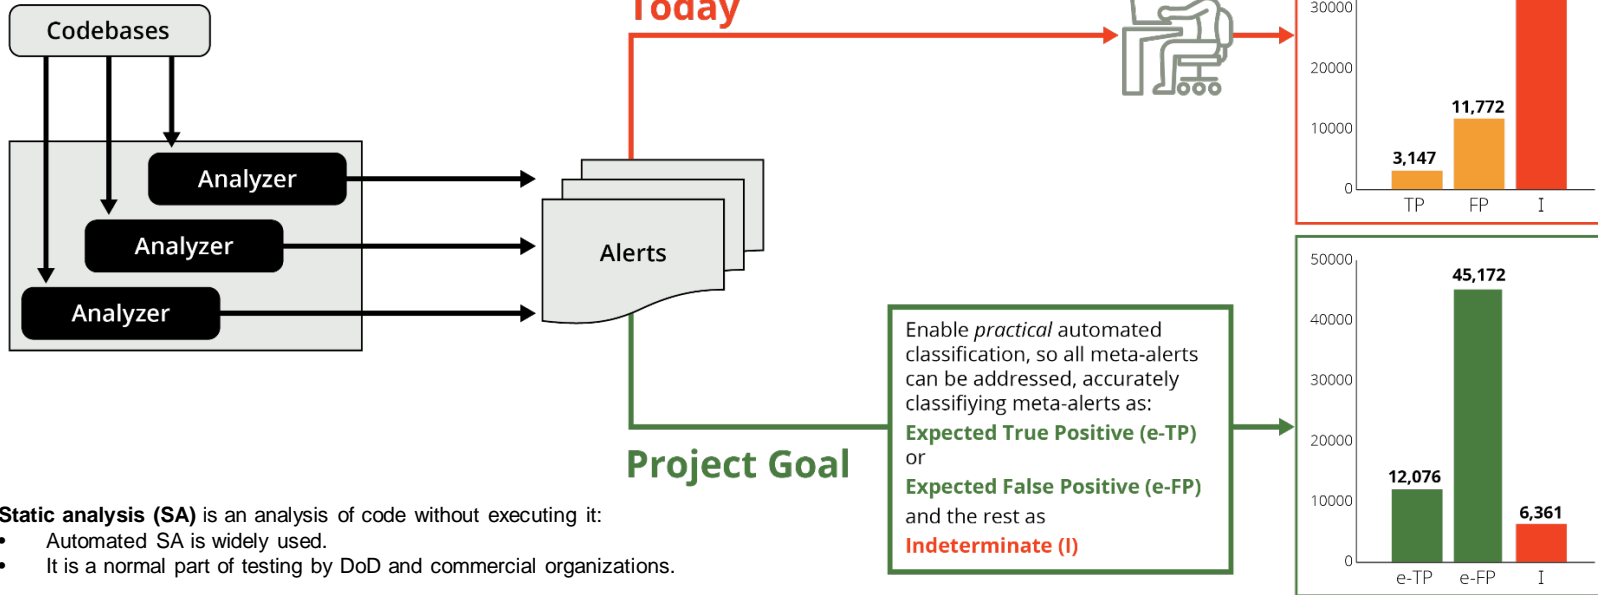 Today
Codebases
Analyzer
Analyzer
Analyzer
Alerts
30000
20000
10000
0
3,147
11,772
TP
FP
I
Enable practical automated
classification, so all meta-alerts
can be addressed, accurately
classifiying meta-alerts as:
Expected True Positive (e-TP)
or
Expected False Positive (e-FP)
and the rest as
Indeterminate (I)
Project Goal
50000
40000
30000
20000
10000
0
12,076
45,172
6,361
e-TP
e-FP
I
Static analysis (SA) is an analysis of code without executing it:
• Automated SA is widely used.
• It is a normal part of testing by DoD and commercial organizations.